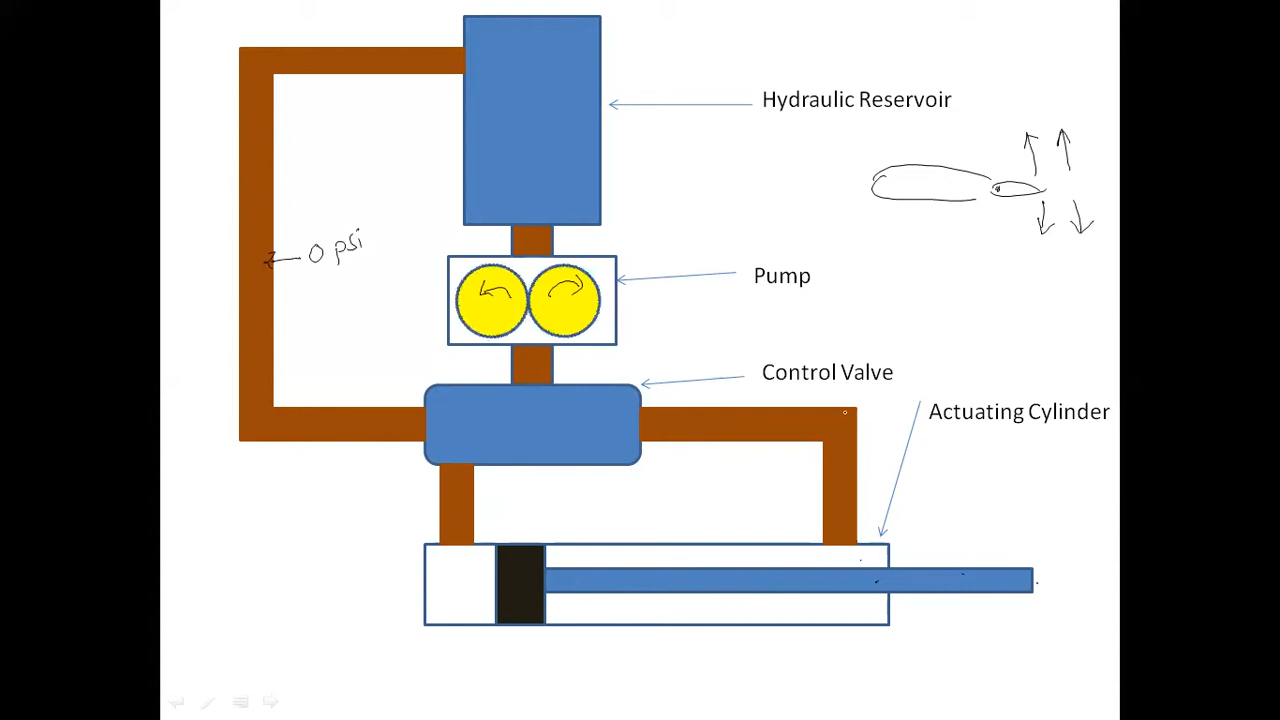 Hydraulic Reservoir
0 psi
Pump
Control Valve
Actuating Cylinder